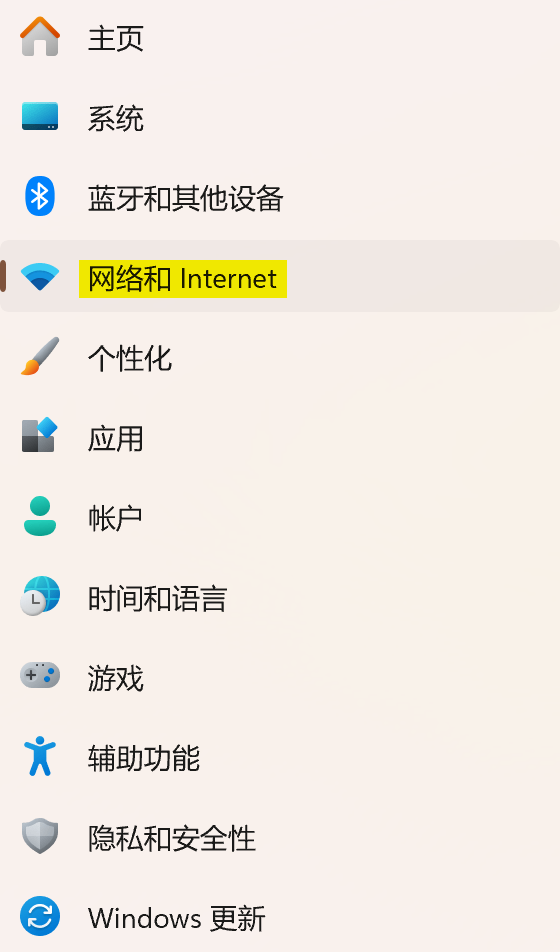 主页
系统
蓝牙和其他设备
网络和 Internet
个性化
应用
帐户
时间和语言
游戏
辅助功能
隐私和安全性
Windows 更新